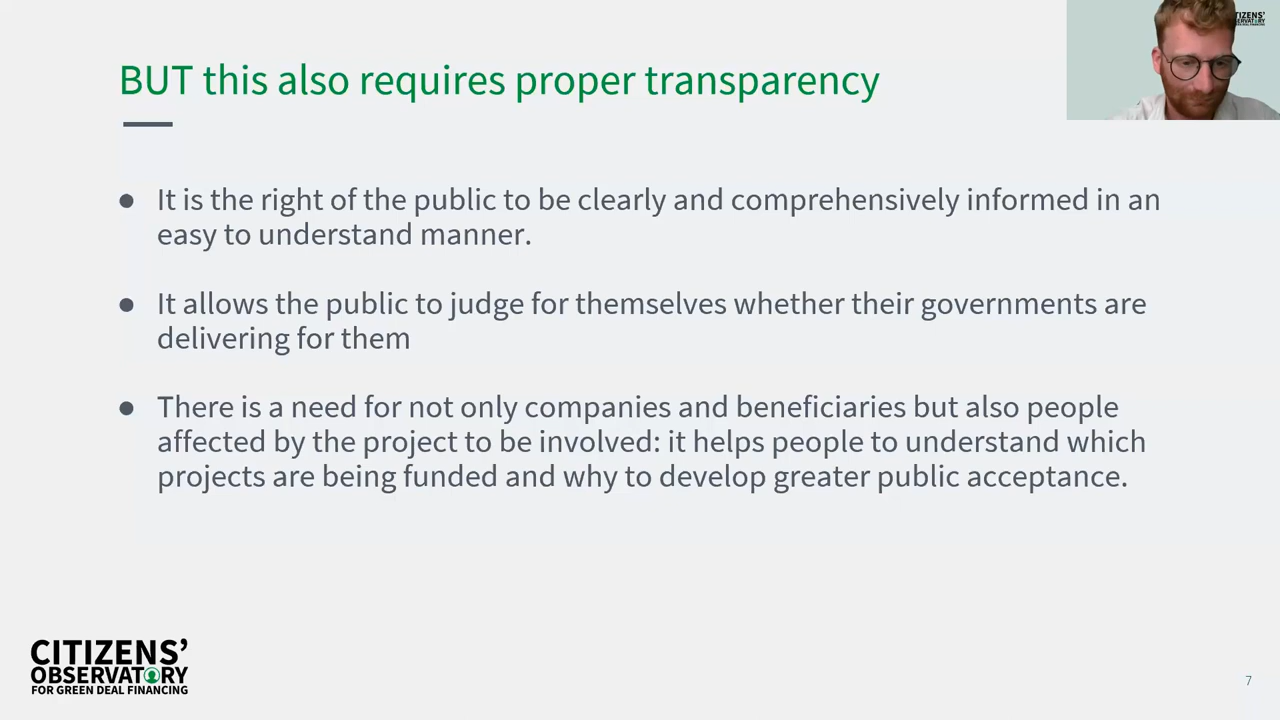 BUT this also requires proper transparency
● It is the right of the public to be clearly and comprehensively informed in an
easy to understand manner.
● It allows the public to judge for themselves whether their governments are
delivering for them
● There is a need for not only companies and beneficiaries but also people
affected by the project to be involved: it helps people to understand which
projects are being funded and why to develop greater public acceptance.
CITIZENS’
OBSERVATORY
FOR GREEN DEAL FINANCING
7